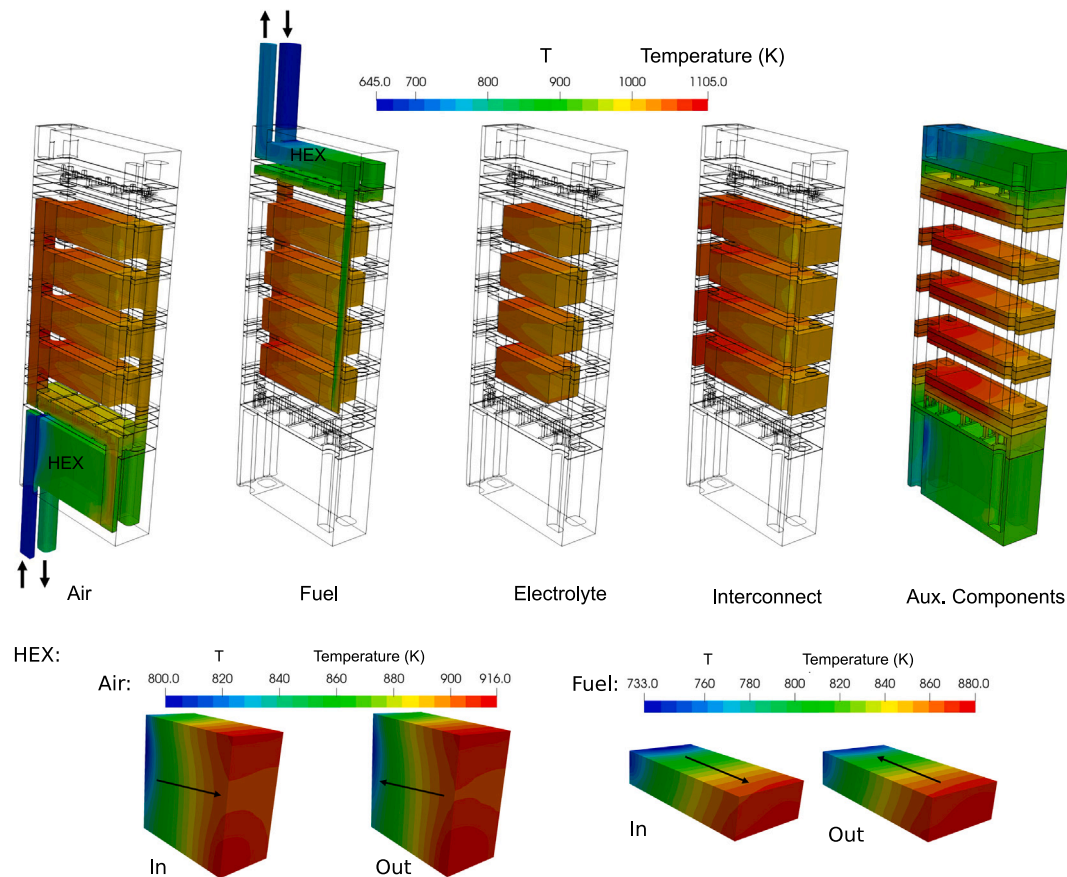 T Temperature (K)
645.0 700 800 900 1000 1105.0
HEX
HEX
Air Fuel Electrolyte Interconnect Aux. Components
HEX:
T Temperature (K)
Air: 800.0 820 840 860 880 900 916.0
In Out
T Temperature (K)
Fuel: 733.0 760 780 800 820 840 860 880.0
In Out